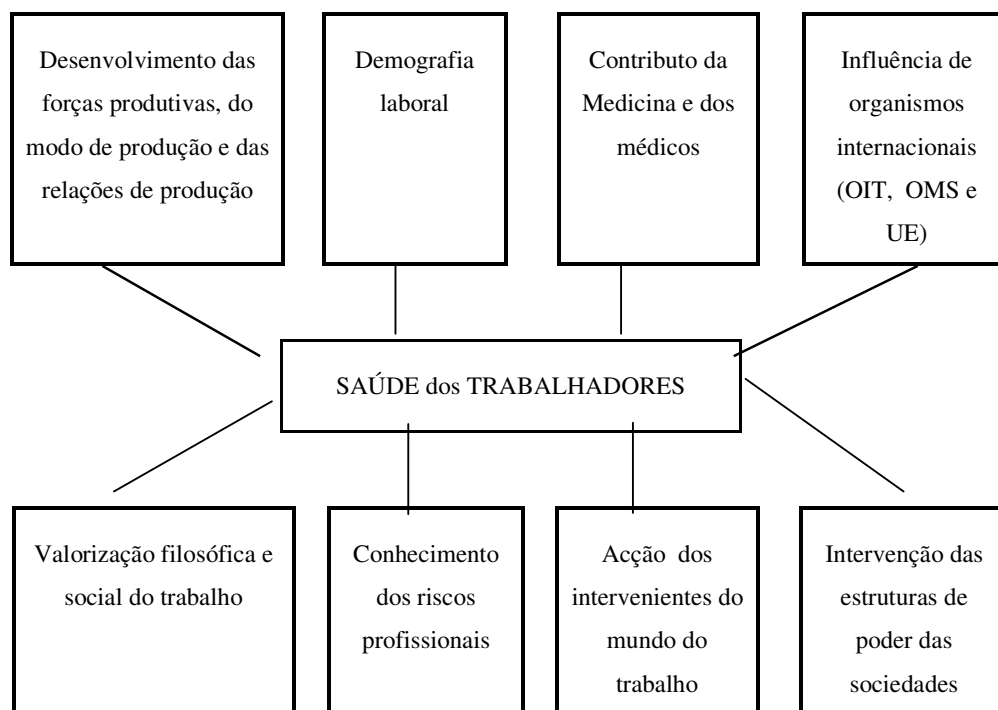 Desenvolvimento das
forças produtivas, do
modo de produção e das
relações de produção
Demografia
laboral
Contributo da
Medicina e dos
médicos
Influência de
organismos
internacionais
(OIT, OMS e
UE)
SAÚDE dos TRABALHADORES
Valorização filosófica e
social do trabalho
Conhecimento
dos riscos
profissionais
Acção dos
intervenientes do
mundo do
trabalho
Intervenção das
estruturas de
poder das
sociedades